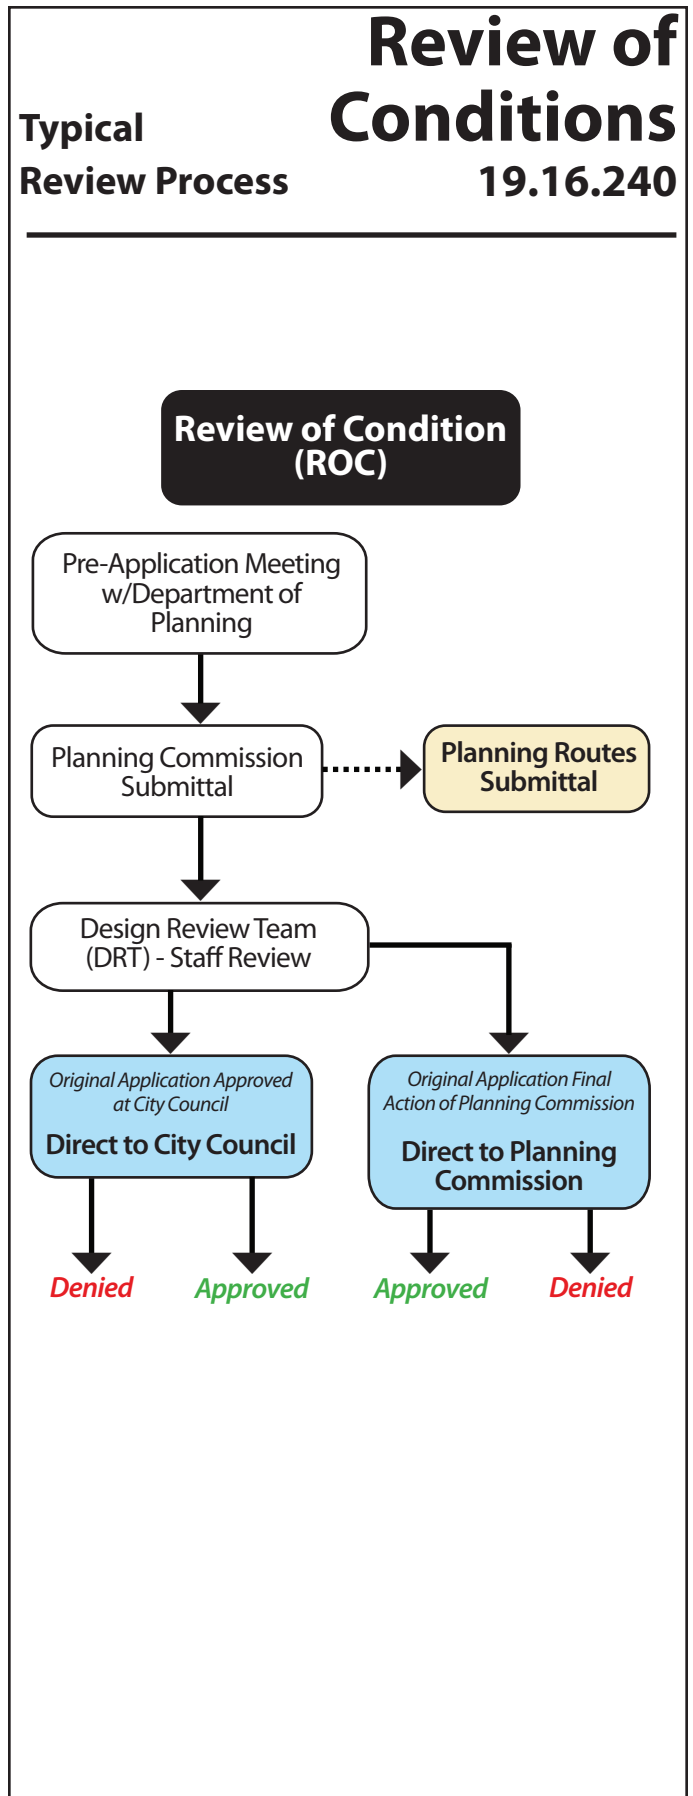 Review of
Conditions
19.16.240
Typical
Review Process
Review of Condition
(ROC)
Pre-Application Meeting
w/Department of
Planning
Planning Commission
Submittal
Planning Routes
Submittal
Design Review Team
(DRT) - Staff Review
Original Application Approved
at City Council
Direct to City Council
Original Application Final
Action of Planning Commission
Direct to Planning
Commission
Denied
Approved
Approved
Denied